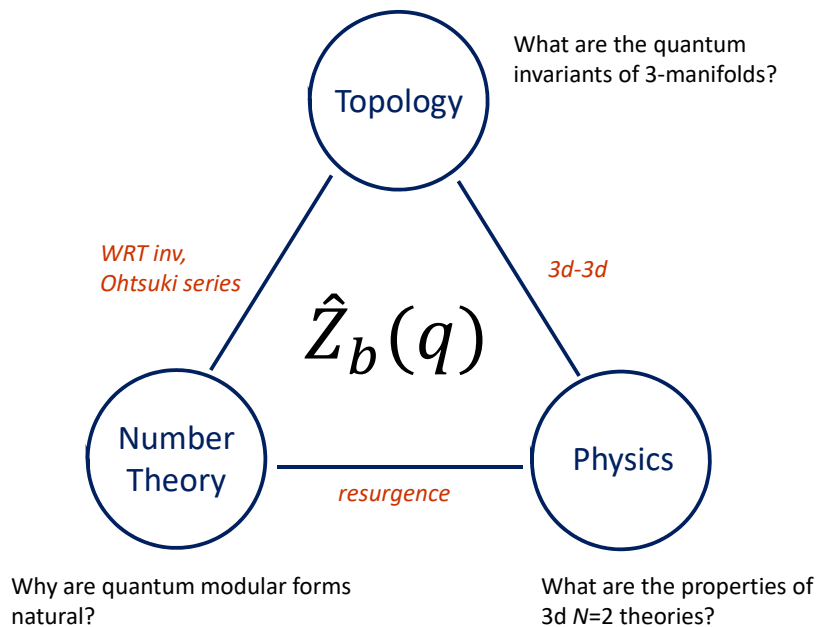 What are the quantum
invariants of 3-manifolds?
Topology
WRT inv,
Ohtsuki series
3d-3d
Ẑ_b(q)
Number
Theory
Physics
resurgence
Why are quantum modular forms
natural?
What are the properties of
3d N=2 theories?